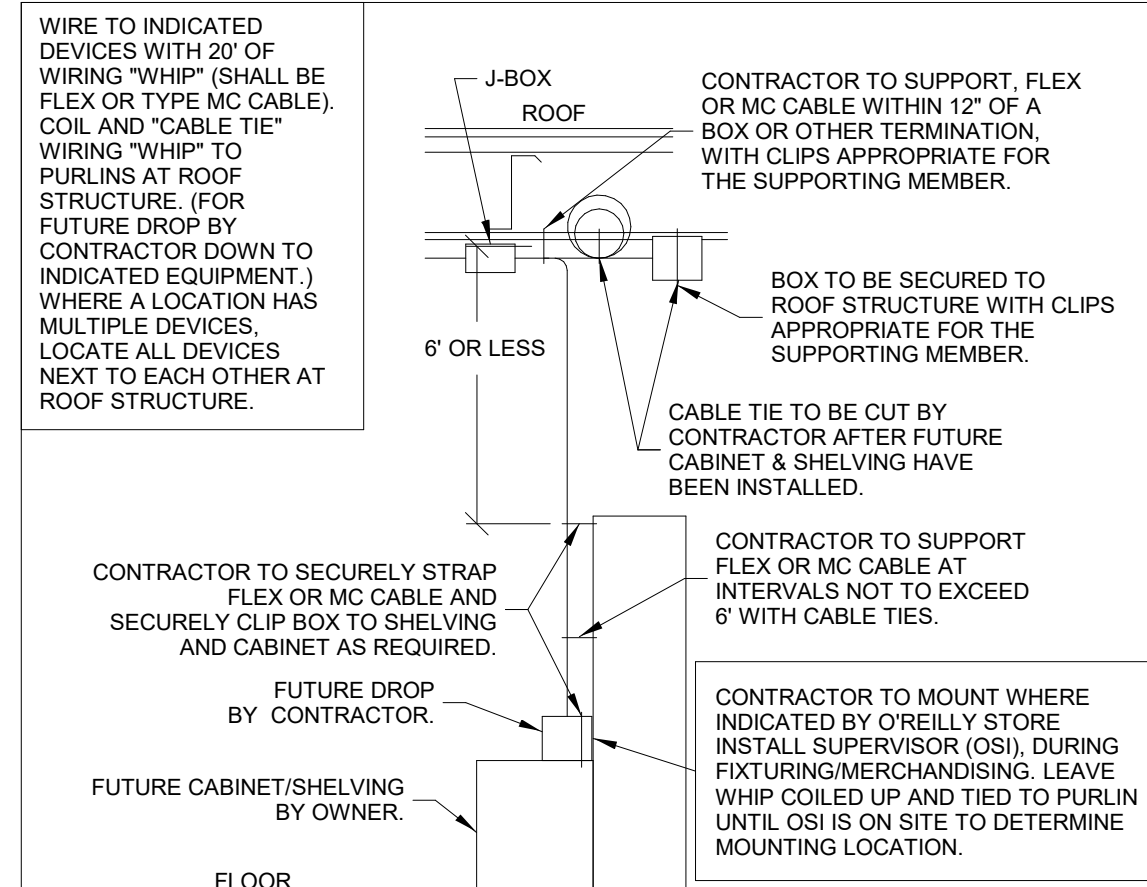 WIRE TO INDICATED
DEVICES WITH 20' OF
WIRING "WHIP" (SHALL BE
FLEX OR TYPE MC CABLE).
COIL AND "CABLE TIE"
WIRING "WHIP" TO
PURLINS AT ROOF
STRUCTURE. (FOR
FUTURE DROP BY
CONTRACTOR DOWN TO
INDICATED EQUIPMENT.)
WHERE A LOCATION HAS
MULTIPLE DEVICES,
LOCATE ALL DEVICES
NEXT TO EACH OTHER AT
ROOF STRUCTURE.
J-BOX
ROOF
CONTRACTOR TO SUPPORT, FLEX
OR MC CABLE WITHIN 12" OF A
BOX OR OTHER TERMINATION,
WITH CLIPS APPROPRIATE FOR
THE SUPPORTING MEMBER.
BOX TO BE SECURED TO
ROOF STRUCTURE WITH CLIPS
APPROPRIATE FOR THE
SUPPORTING MEMBER.
6' OR LESS
CABLE TIE TO BE CUT BY
CONTRACTOR AFTER FUTURE
CABINET & SHELVING HAVE
BEEN INSTALLED.
CONTRACTOR TO SUPPORT
FLEX OR MC CABLE AT
INTERVALS NOT TO EXCEED
6' WITH CABLE TIES.
CONTRACTOR TO SECURELY STRAP
FLEX OR MC CABLE AND
SECURELY CLIP BOX TO SHELVING
AND CABINET AS REQUIRED.
FUTURE DROP
BY CONTRACTOR.
CONTRACTOR TO MOUNT WHERE
INDICATED BY O'REILLY STORE
INSTALL SUPERVISOR (OSI), DURING
FIXTURING/MERCHANDISING. LEAVE
WHIP COILED UP AND TIED TO PURLIN
UNTIL OSI IS ON SITE TO DETERMINE
MOUNTING LOCATION.
FUTURE CABINET/SHELVING
BY OWNER.
FLOOR